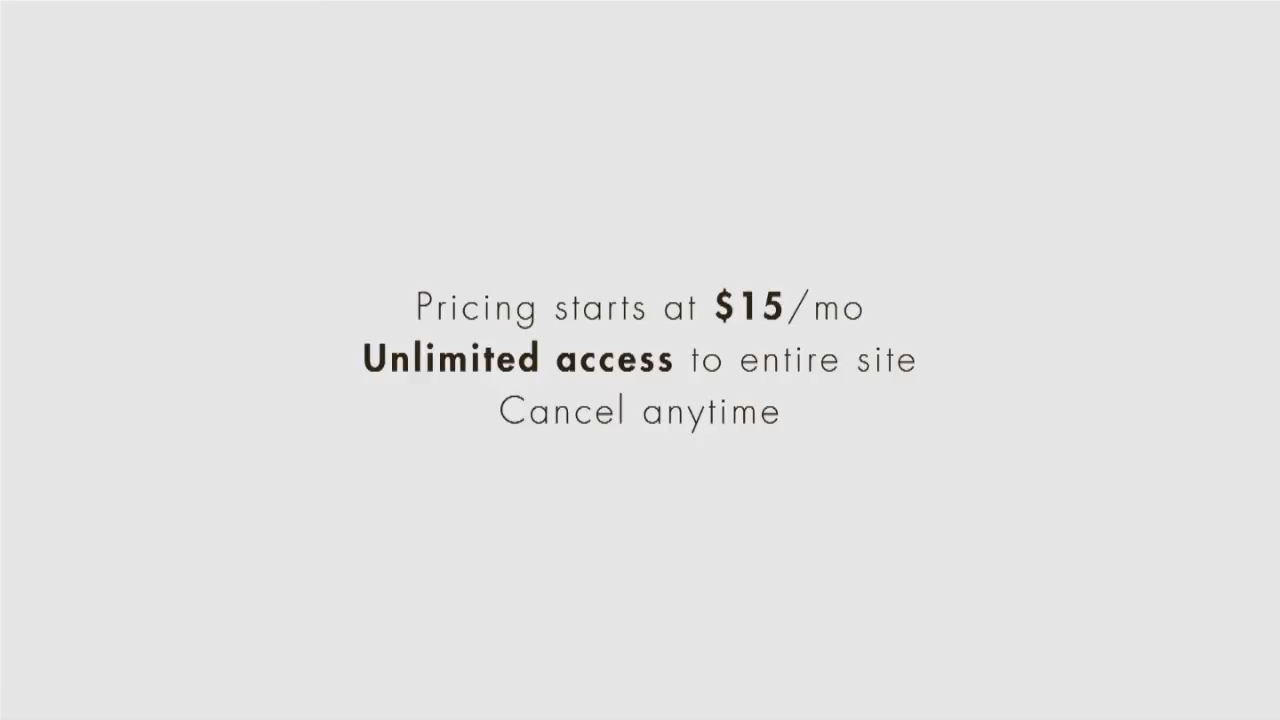 Pricing starts at $15/mo
Unlimited access to entire site
Cancel anytime